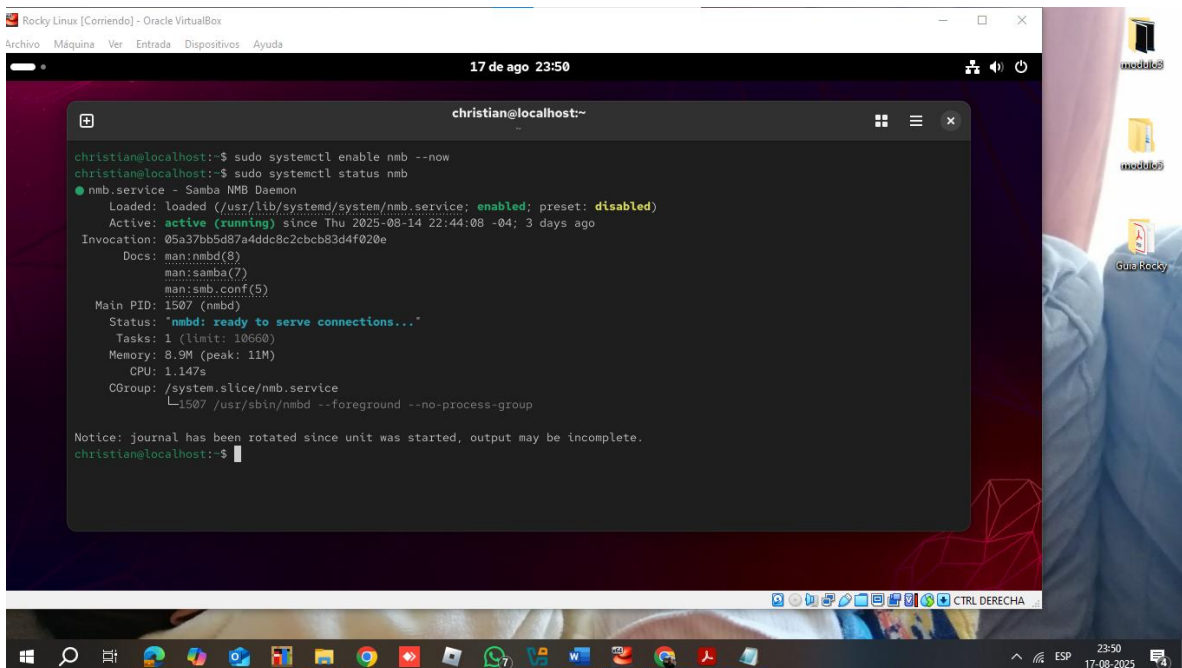 Rocky Linux [Corriendo] - Oracle VirtualBox
Archivo Máquina Ver Entrada Dispositivos Ayuda
17 de ago 23:50
christian@localhost:~
~
christian@localhost:~$ sudo systemctl enable nmb --now
christian@localhost:~$ sudo systemctl status nmb
● nmb.service - Samba NMB Daemon
Loaded: loaded (/usr/lib/systemd/system/nmb.service; enabled; preset: disabled)
Active: active (running) since Thu 2025-08-14 22:44:08 -04; 3 days ago
Invocation: 05a37bb5d87a4ddc8c2cbcb83d4f020e
Docs: man:nmbd(8)
man:samba(7)
man:smb.conf(5)
Main PID: 1507 (nmbd)
Status: "nmbd: ready to serve connections..."
Tasks: 1 (limit: 10660)
Memory: 8.9M (peak: 11M)
CPU: 1.147s
CGroup: /system.slice/nmb.service
└─1507 /usr/sbin/nmbd --foreground --no-process-group
Notice: journal has been rotated since unit was started, output may be incomplete.
christian@localhost:~$
CTRL DERECHA
modulo5
Guia Rocky
ESP
23:50
17-08-2025